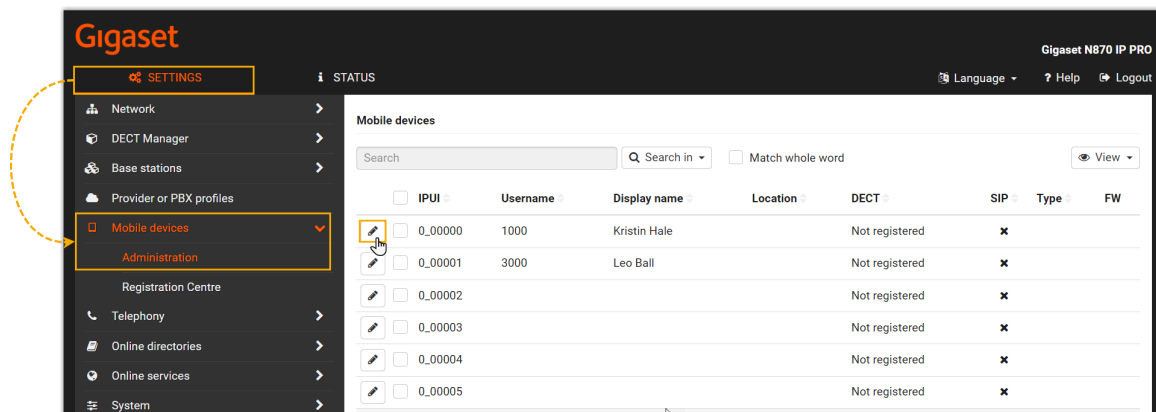 Gigaset
Gigaset N870 IP PRO
SETTINGS
STATUS
Language
Help
Logout
Network
DECT Manager
Base stations
Provider or PBX profiles
Mobile devices
Administration
Registration Centre
Telephony
Online directories
Online services
System
Mobile devices
Search
Search in
Match whole word
View
IPUI Username Display name Location DECT SIP Type FW
0_00000 1000 Kristin Hale Not registered
0_00001 3000 Leo Ball Not registered
0_00002 Not registered
0_00003 Not registered
0_00004 Not registered
0_00005 Not registered